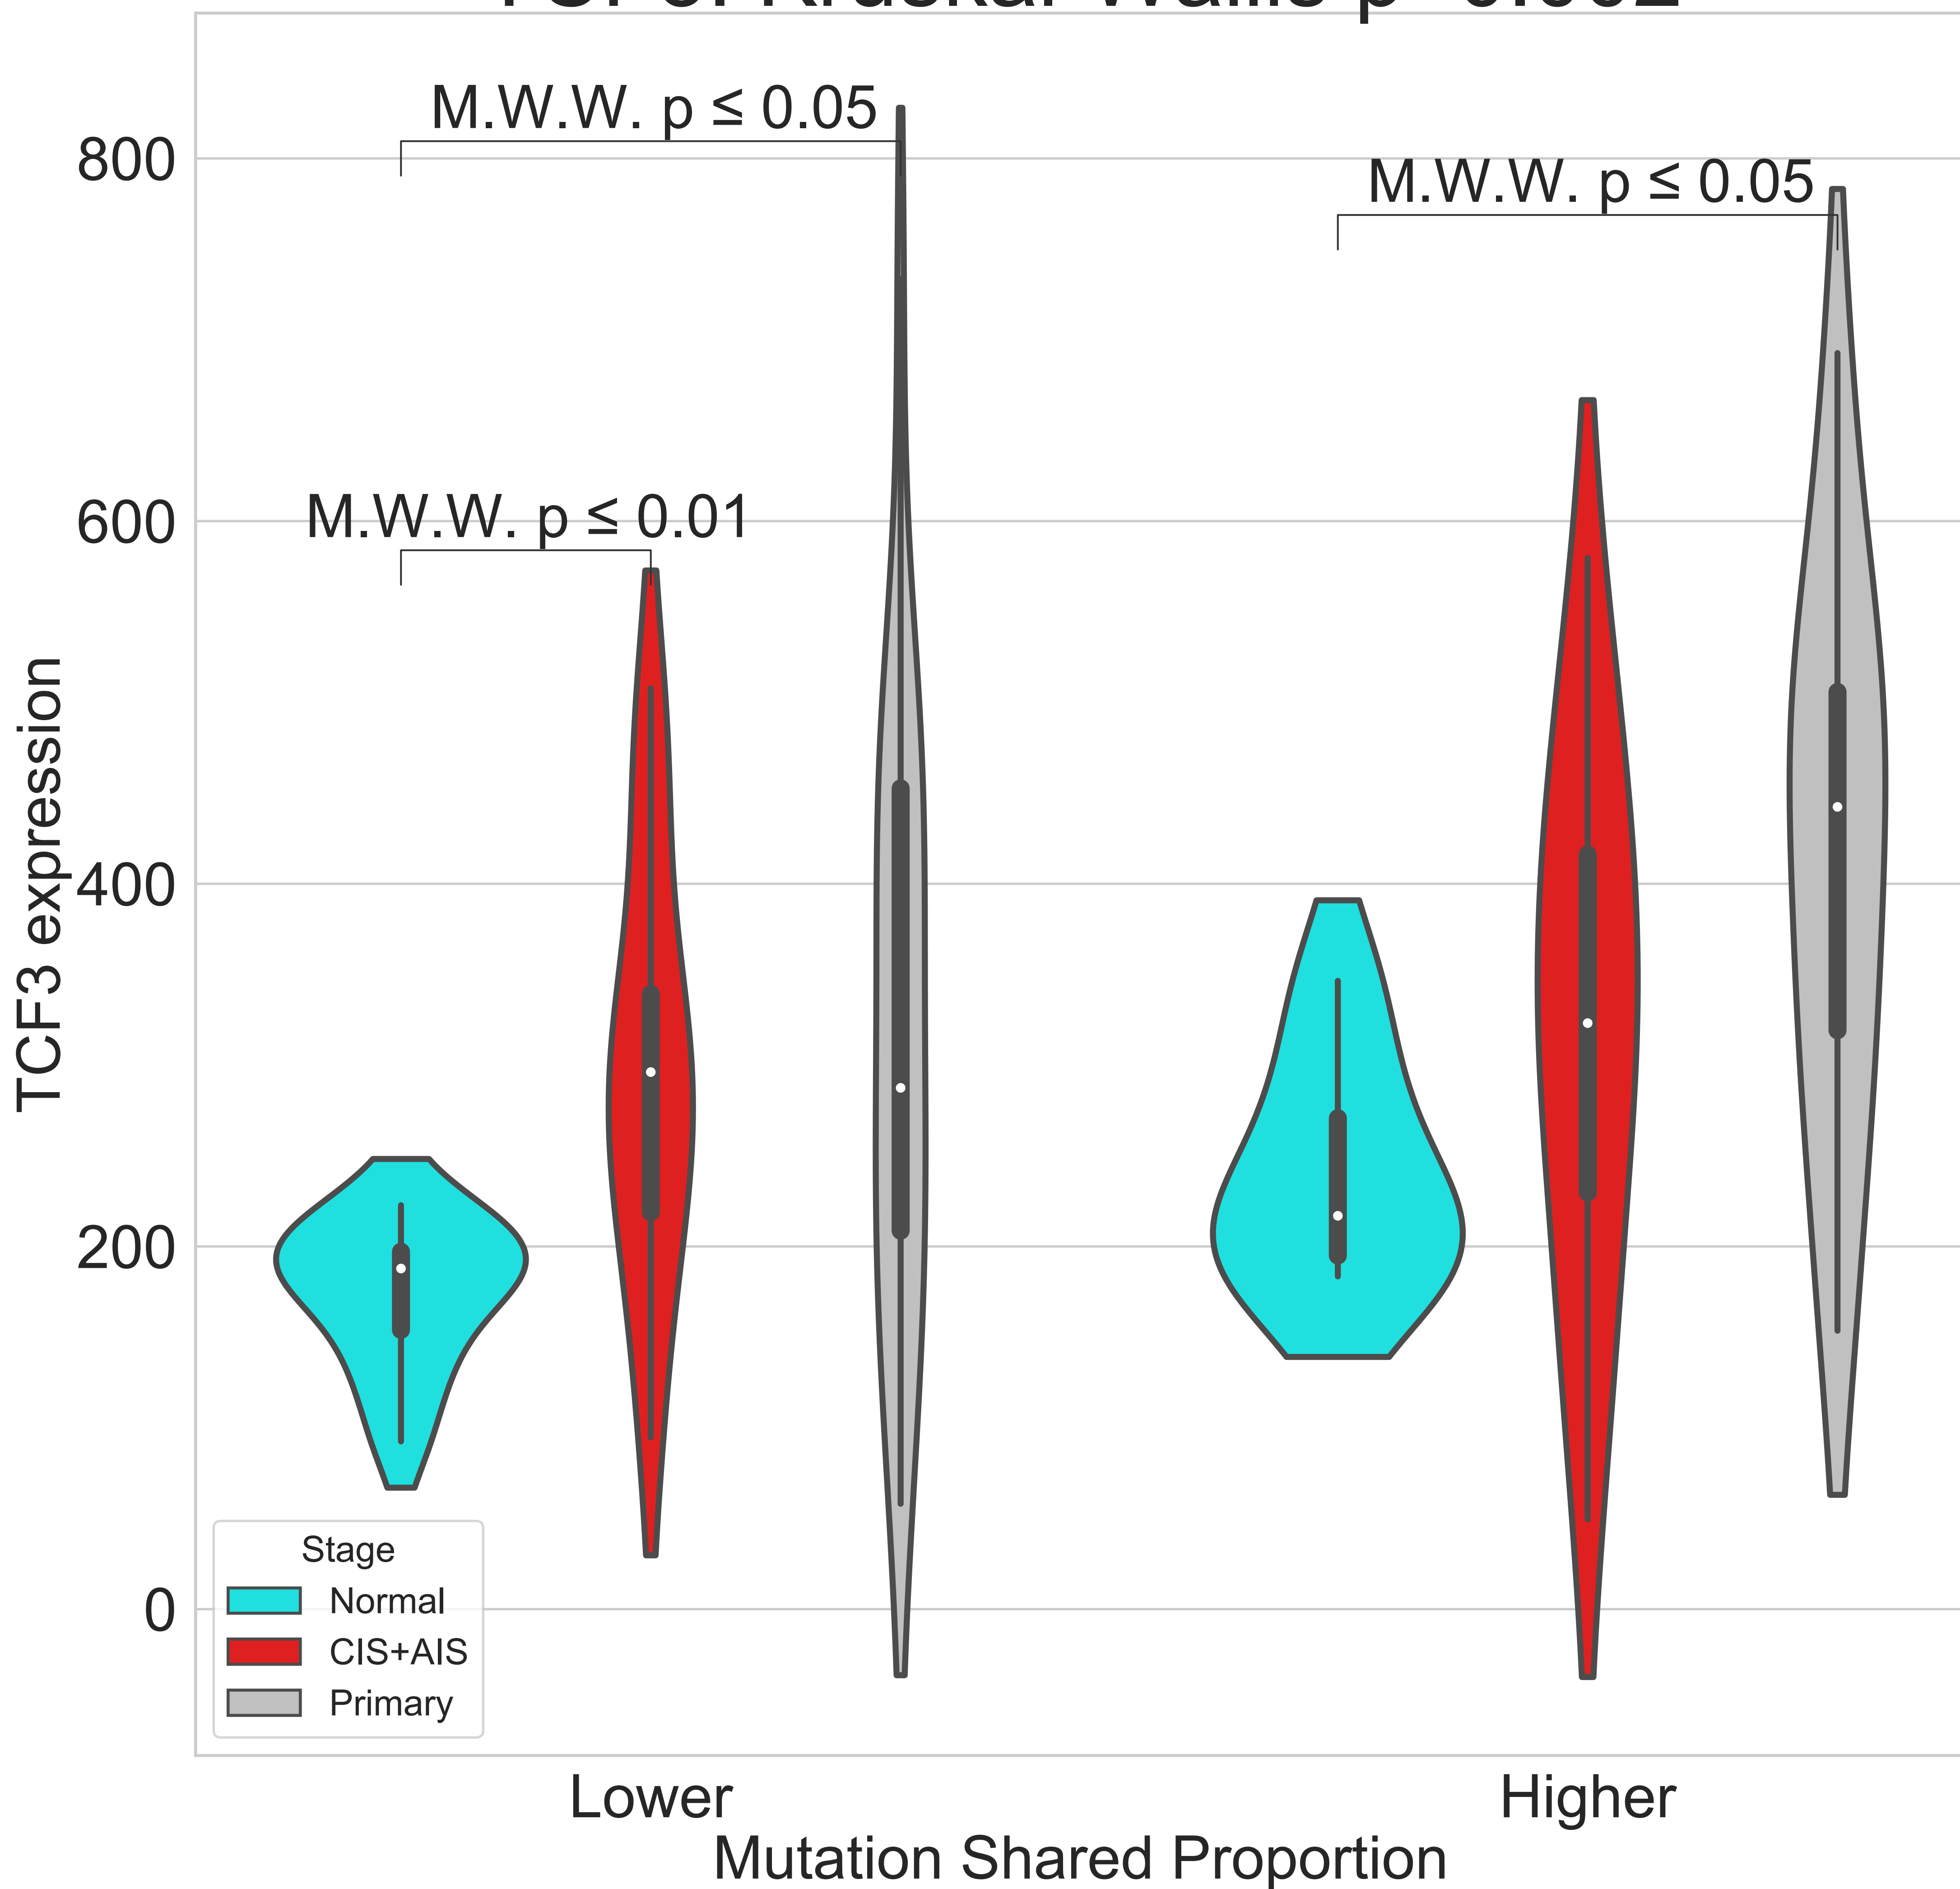 M.W.W. p ≤ 0.05
800
M.W.W. p ≤ 0.05
M.W.W. p ≤ 0.01
600
TCF3 expression
400
200
0
Stage
Normal
CIS+AIS
Primary
Lower
Higher
Mutation Shared Proportion